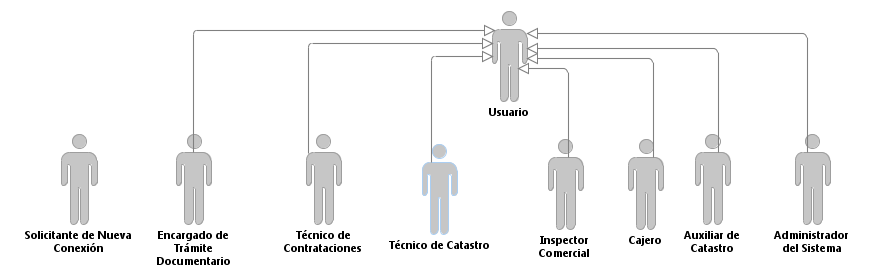 Usuario
Solicitante de Nueva
Conexión
Encargado de
Trámite
Documentario
Técnico de
Contrataciones
Técnico de Catastro
Inspector
Comercial
Cajero
Auxiliar de
Catastro
Administrador
del Sistema